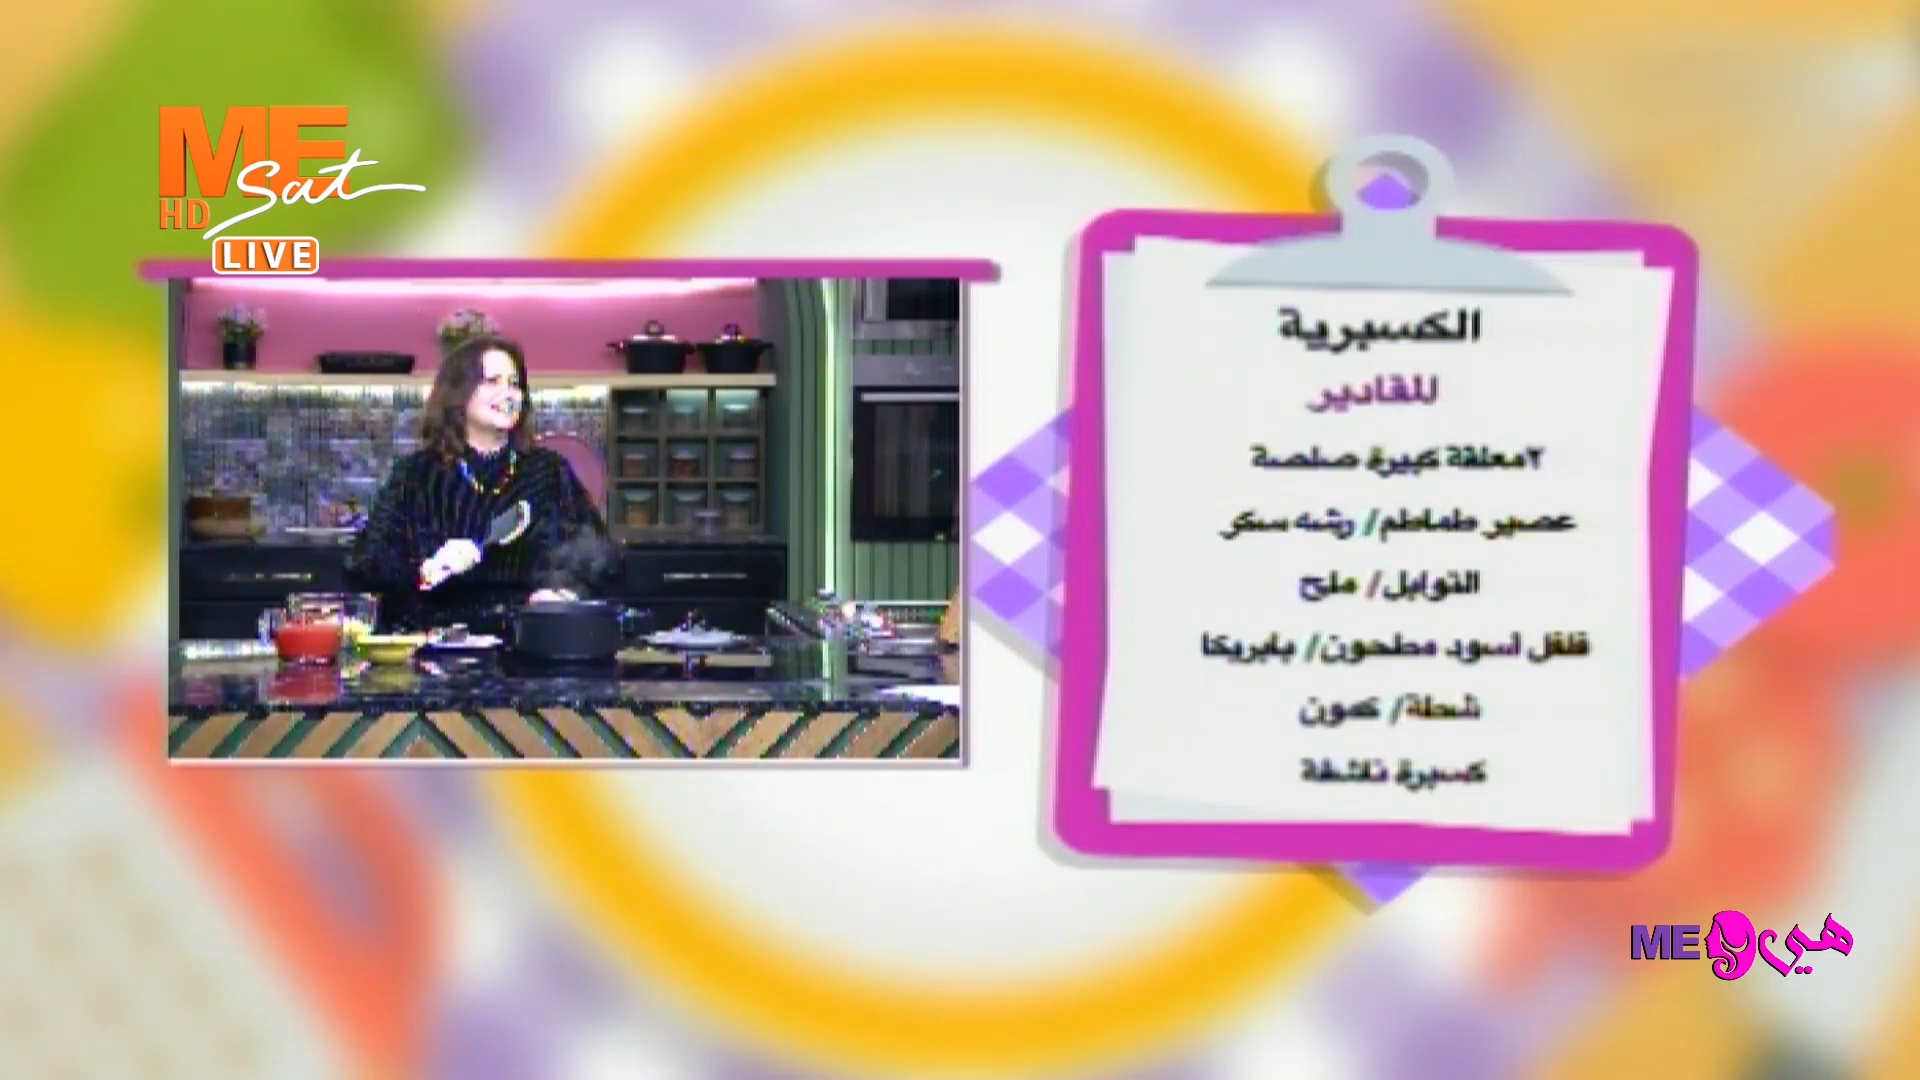 ME
Sat
HD
LIVE
الكسبرية
المقادير
٢معلقة كبيرة صلصة
عصير طماطم/ رشه سكر
التوابل/ ملح
فلفل أسود مطحون/ بابريكا
شطة/ كمون
كسبرة ناشفة
ME هي